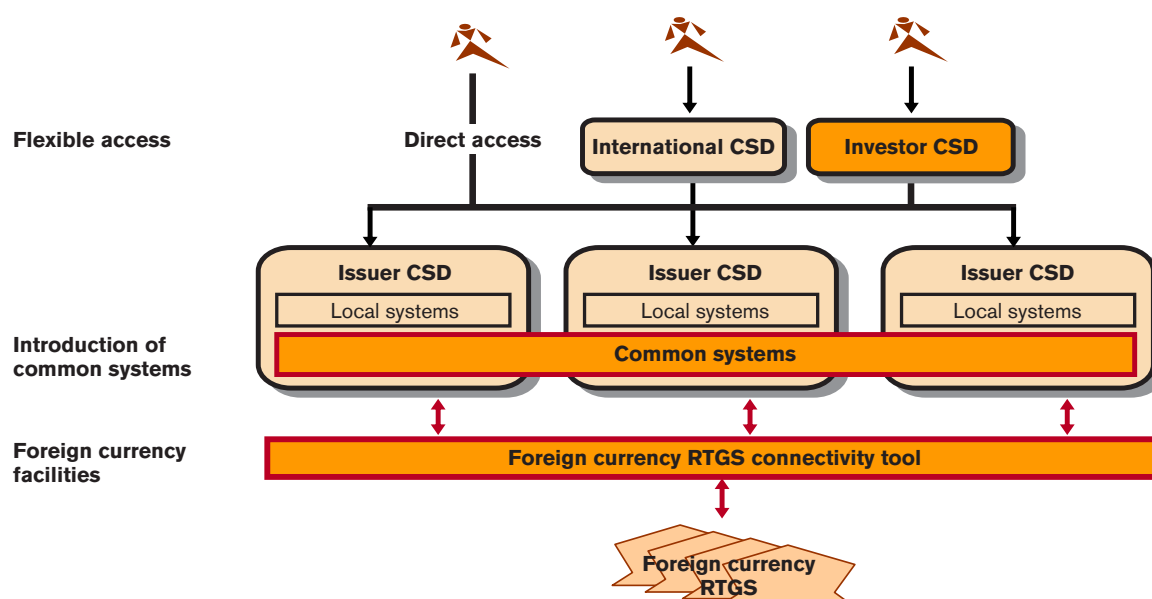 Flexible access
Direct access
International CSD
Investor CSD
Issuer CSD
Issuer CSD
Issuer CSD
Local systems
Local systems
Local systems
Introduction of
common systems
Common systems
Foreign currency
facilities
Foreign currency RTGS connectivity tool
Foreign currency
RTGS